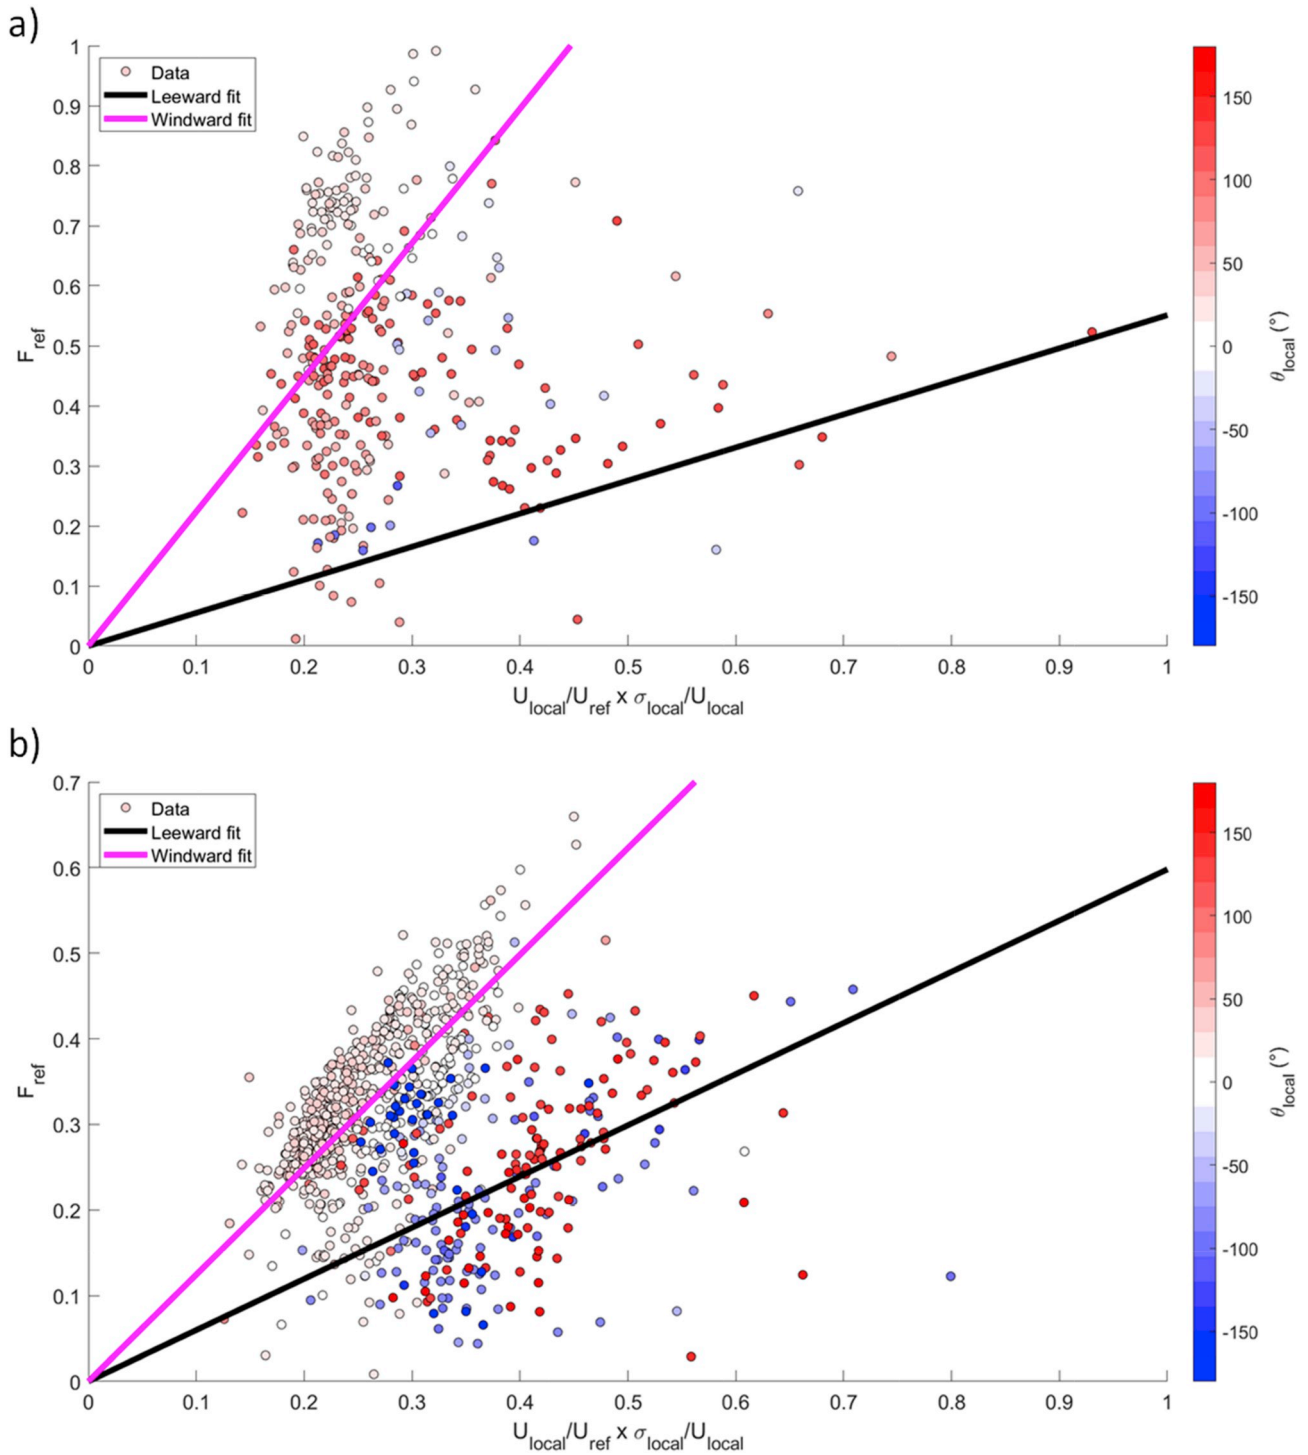 a)
1
0.9
0.8
0.7
0.6
0.5
0.4
0.3
0.2
0.1
0
F_ref
Data
Leeward fit
Windward fit
0 0.1 0.2 0.3 0.4 0.5 0.6 0.7 0.8 0.9 1
U_local/U_ref x σ_local/U_local
150
100
50
0
-50
-100
-150
θ_local (°)
b)
0.7
0.6
0.5
0.4
0.3
0.2
0.1
0
F_ref
Data
Leeward fit
Windward fit
0 0.1 0.2 0.3 0.4 0.5 0.6 0.7 0.8 0.9 1
U_local/U_ref x σ_local/U_local
150
100
50
0
-50
-100
-150
θ_local (°)